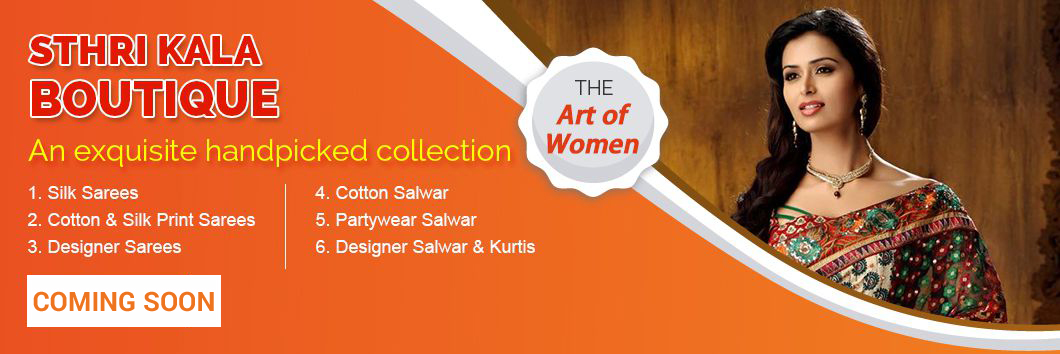 STHRI KALA
BOUTIQUE
An exquisite handpicked collection
1. Silk Sarees
2. Cotton & Silk Print Sarees
3. Designer Sarees
4. Cotton Salwar
5. Partywear Salwar
6. Designer Salwar & Kurtis
COMING SOON
THE
Art of
Women